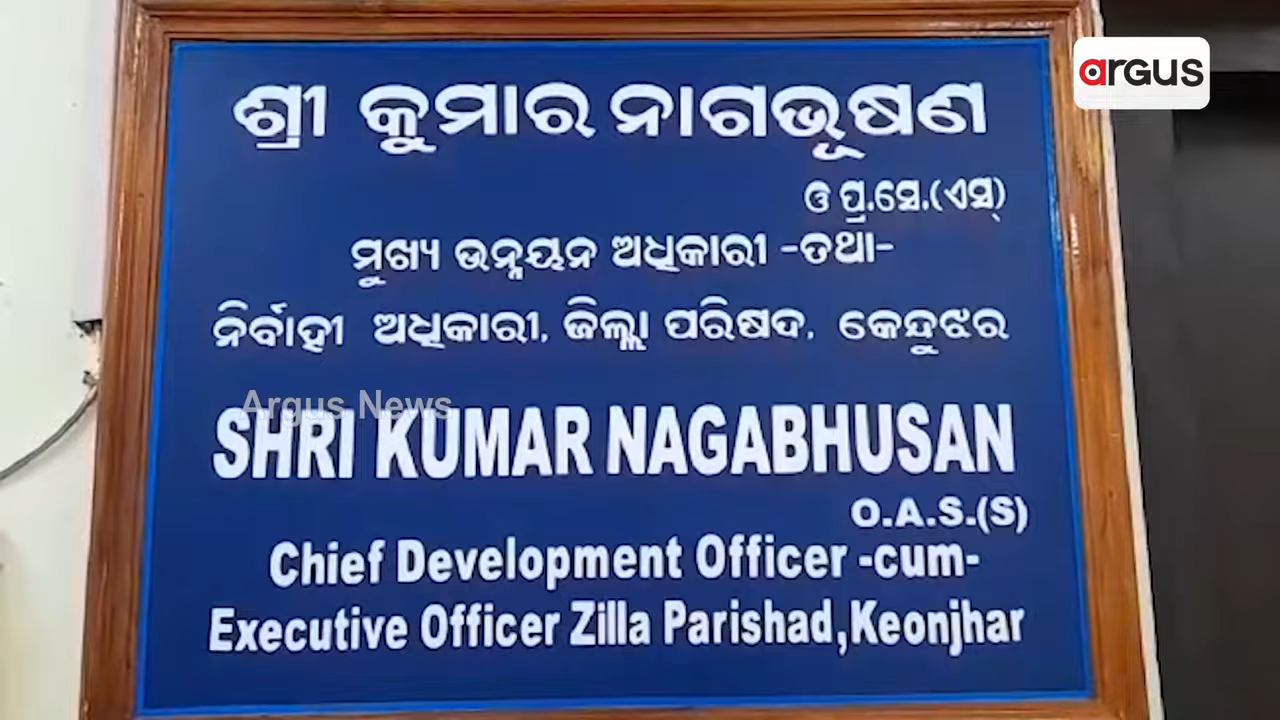 argus
ଶ୍ରୀ କୁମାର ନାଗଭୂଷଣ
ଓ ପ୍ର.ସେ.(ଏସ୍)
ମୁଖ୍ୟ ଉନ୍ନୟନ ଅଧିକାରୀ -ତଥା-
ନିର୍ବାହୀ ଅଧିକାରୀ, ଜିଲ୍ଲା ପରିଷଦ, କେନ୍ଦୁଝର
Argus News
SHRI KUMAR NAGABHUSAN
O.A.S.(S)
Chief Development Officer -cum-
Executive Officer Zilla Parishad,Keonjhar